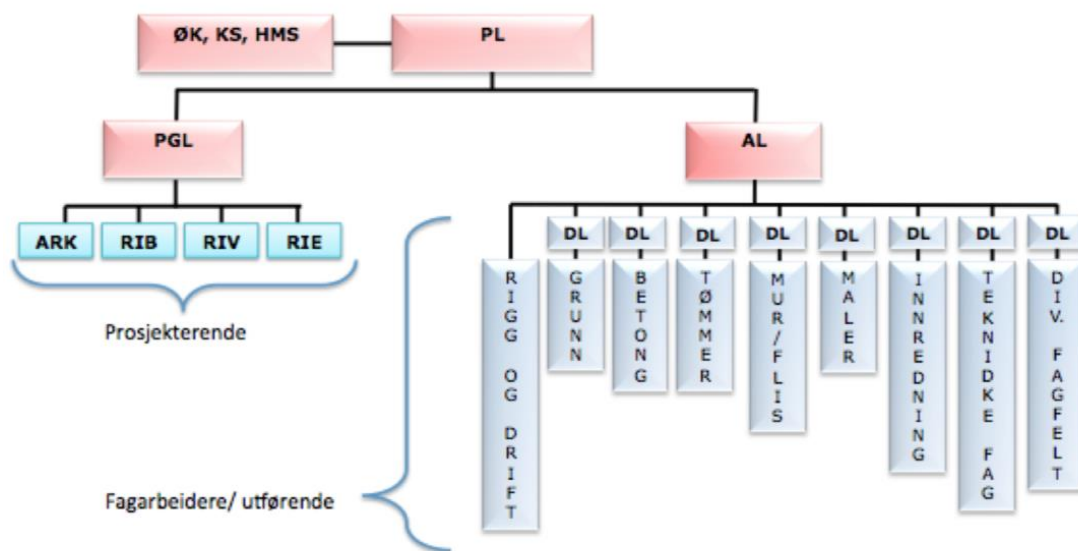 ØK, KS, HMS
PL
PGL
AL
ARK
RIB
RIV
RIE
DL
DL
DL
DL
DL
DL
DL
DL
RIGG OG DRIFT
GRUNN
BETONG
TØMMER
MUR/FLIS
MALER
INNREDNING
TEKNIDKE FAG
DIV. FAGFELT
Prosjekterende
Fagarbeidere/ utførende